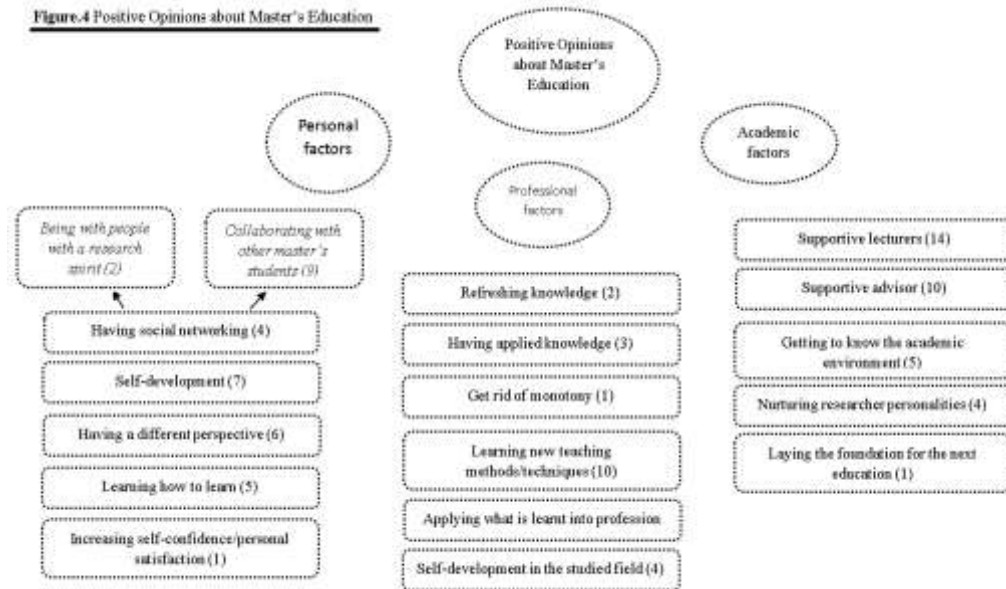 Figure.4 Positive Opinions about Master's Education
Positive Opinions
about Master's
Education
Personal
factors
Professional
factors
Academic
factors
Being with people
with a research
spirit (2)
Collaborating with
other master's
students (9)
Having social networking (4)
Self-development (7)
Having a different perspective (6)
Learning how to learn (5)
Increasing self-confidence/personal
satisfaction (1)
Refreshing knowledge (2)
Having applied knowledge (3)
Get rid of monotony (1)
Learning new teaching
methods/techniques (10)
Applying what is learnt into profession
Self-development in the studied field (4)
Supportive lecturers (14)
Supportive advisor (10)
Getting to know the academic
environment (5)
Nurturing researcher personalities (4)
Laying the foundation for the next
education (1)